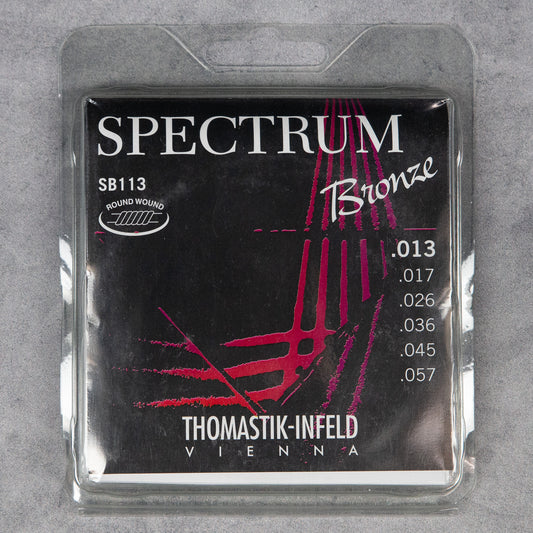 SPECTRUM
Bronze
SB113
ROUND WOUND
.013
.017
.026
.036
.045
.057
THOMASTIK-INFELD
VIENNA